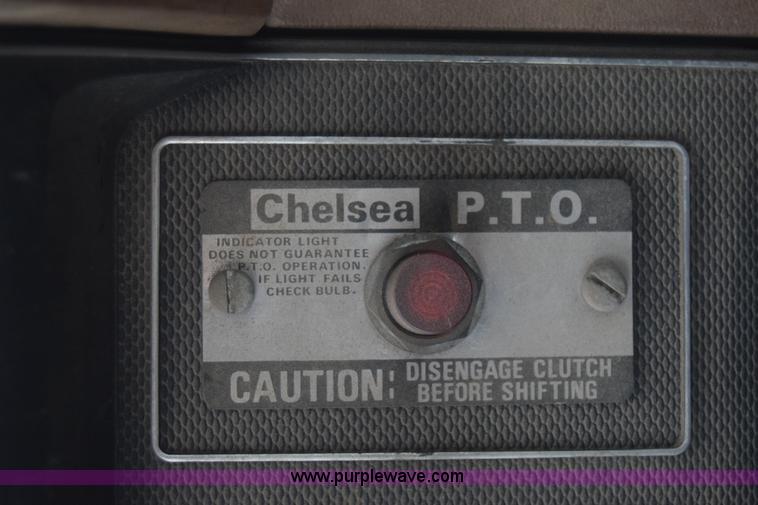 Chelsea P.T.O.
INDICATOR LIGHT
DOES NOT GUARANTEE
P.T.O. OPERATION.
IF LIGHT FAILS
CHECK BULB.
CAUTION: DISENGAGE CLUTCH
BEFORE SHIFTING
www.purplewave.com